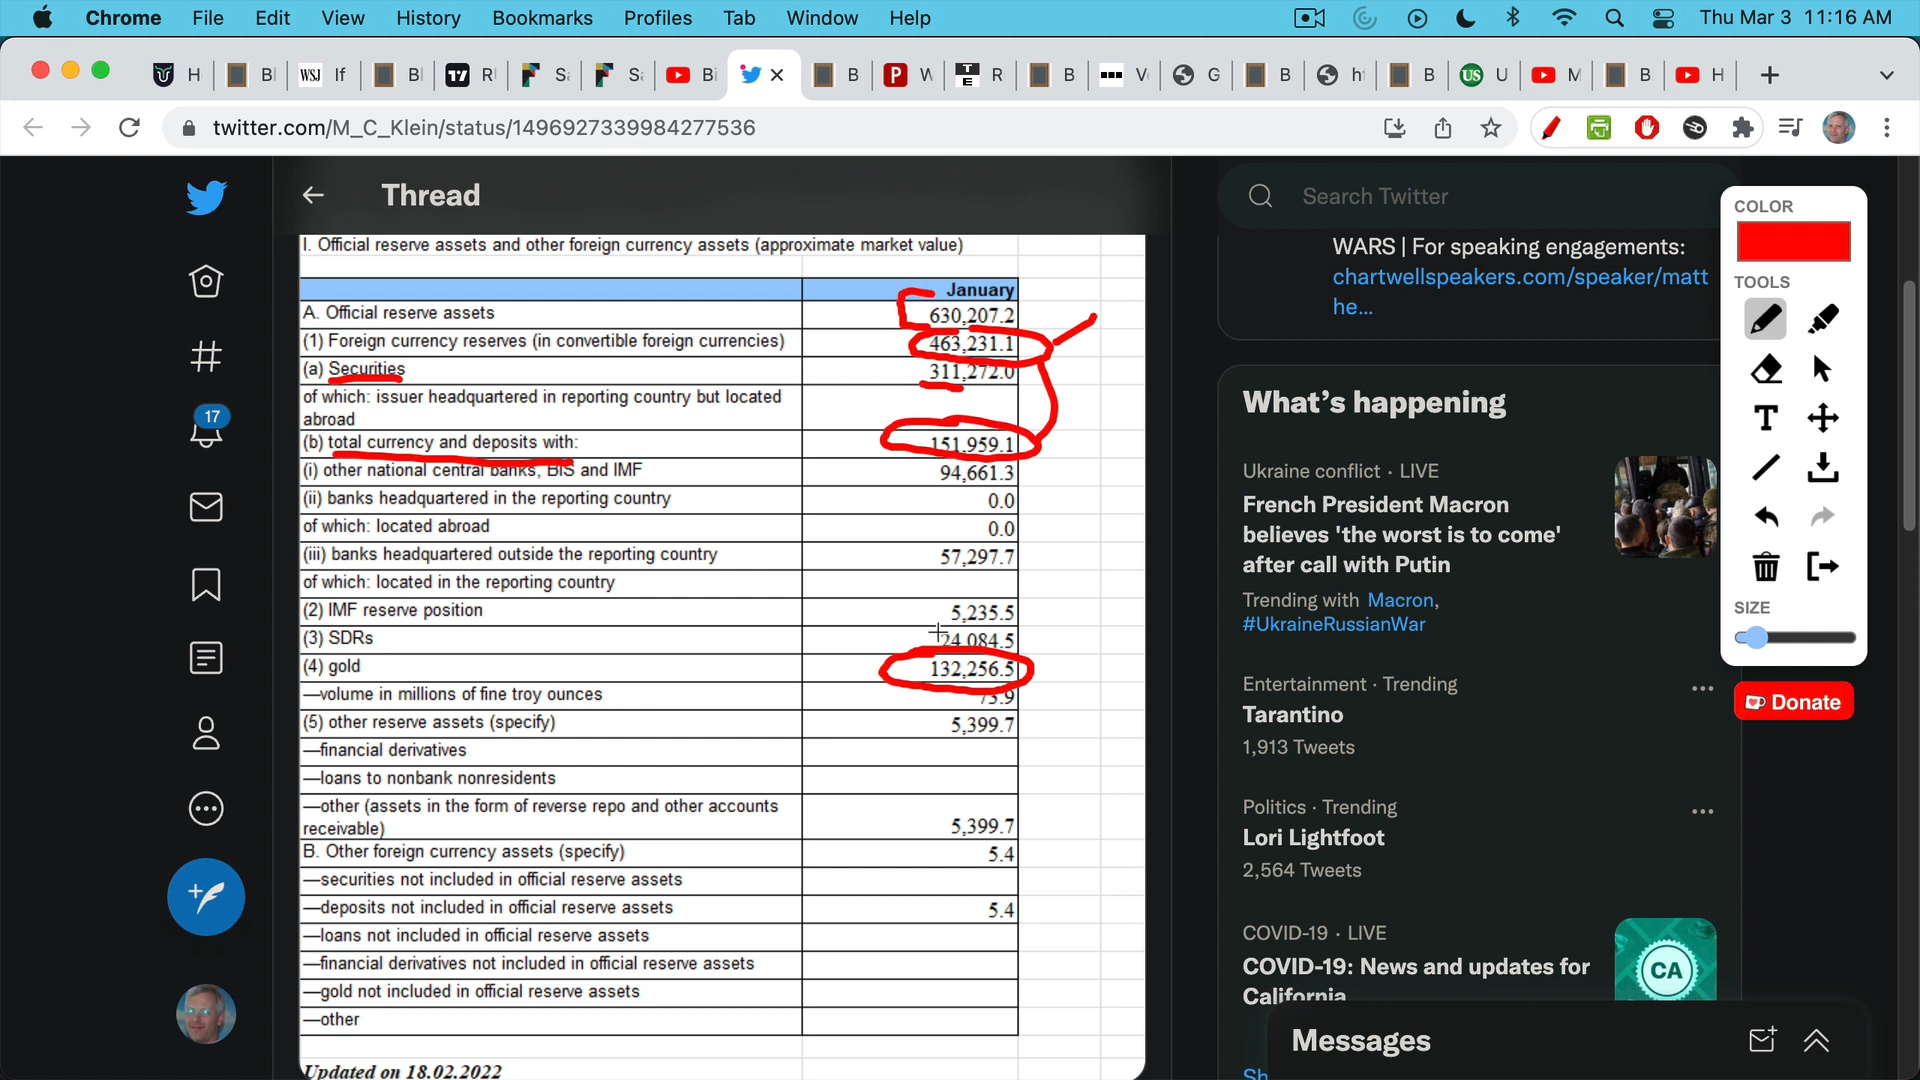 Chrome File Edit View History Bookmarks Profiles Tab Window Help Thu Mar 3 11:16 AM
H Bl WSJ If Bl 17 R Sa Sa Bi B P W T E R B V G B h B US U M B H
twitter.com/M_C_Klein/status/1496927339984277536
Thread
Search Twitter
17
I. Official reserve assets and other foreign currency assets (approximate market value)
January
A. Official reserve assets 630,207.2
(1) Foreign currency reserves (in convertible foreign currencies) 463,231.1
(a) Securities 311,272.0
of which: issuer headquartered in reporting country but located
abroad
(b) total currency and deposits with: 151,959.1
(i) other national central banks, BIS and IMF 94,661.3
(ii) banks headquartered in the reporting country 0.0
of which: located abroad 0.0
(iii) banks headquartered outside the reporting country 57,297.7
of which: located in the reporting country
(2) IMF reserve position 5,235.5
(3) SDRs 24,084.5
(4) gold 132,256.5
—volume in millions of fine troy ounces 73.9
(5) other reserve assets (specify) 5,399.7
—financial derivatives
—loans to nonbank nonresidents
—other (assets in the form of reverse repo and other accounts
receivable) 5,399.7
B. Other foreign currency assets (specify) 5.4
—securities not included in official reserve assets
—deposits not included in official reserve assets 5.4
—loans not included in official reserve assets
—financial derivatives not included in official reserve assets
—gold not included in official reserve assets
—other
Updated on 18.02.2022
WARS | For speaking engagements:
chartwellspeakers.com/speaker/matt
he…
What's happening
Ukraine conflict · LIVE
French President Macron
believes 'the worst is to come'
after call with Putin
Trending with Macron,
#UkraineRussianWar
Entertainment · Trending
Tarantino
1,913 Tweets
Politics · Trending
Lori Lightfoot
2,564 Tweets
COVID-19 · LIVE
COVID-19: News and updates for
California
CA
Messages
Sh
COLOR
TOOLS
T
SIZE
Donate